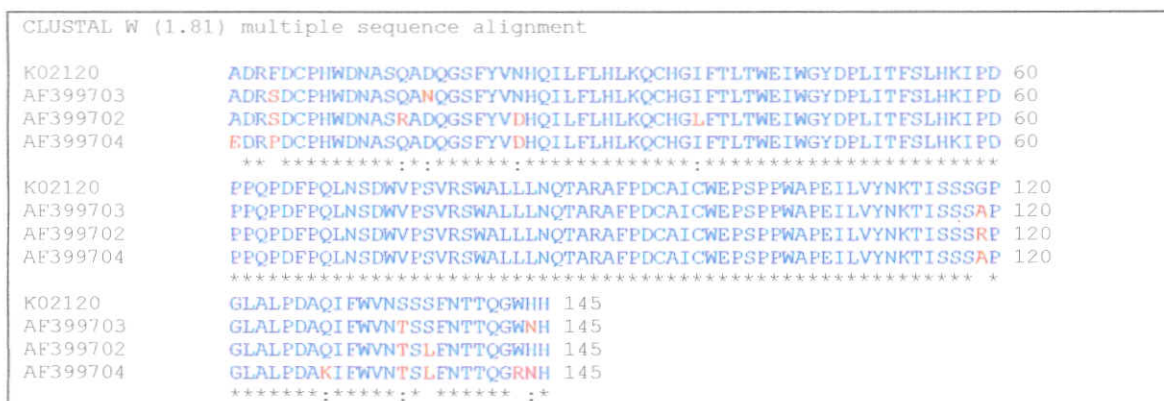 CLUSTAL W (1.81) multiple sequence alignment
K02120 ADRFDCPHWDNASQADQGSFYVNHQILFLHLKQCHGIFTLTWEIWGYDPLITFSLHKIPD 60
AF399703 ADRSDCPHWDNASQANQGSFYVNHQILFLHLKQCHGIFTLTWEIWGYDPLITFSLHKIPD 60
AF399702 ADRSDCPHWDNASRADQGSFYVDHQILFLHLKQCHGLFTLTWEIWGYDPLITFSLHKIPD 60
AF399704 EDRPDCPHWDNASQADQGSFYVDHQILFLHLKQCHGIFTLTWEIWGYDPLITFSLHKIPD 60
** *********:*:******:*************:***********************
K02120 PPQPDFPQLNSDWVPSVRSWALLLNQTARAFPDCAICWEPSPPWAPEILVYNKTISSSGP 120
AF399703 PPQPDFPQLNSDWVPSVRSWALLLNQTARAFPDCAICWEPSPPWAPEILVYNKTISSSAP 120
AF399702 PPQPDFPQLNSDWVPSVRSWALLLNQTARAFPDCAICWEPSPPWAPEILVYNKTISSSRP 120
AF399704 PPQPDFPQLNSDWVPSVRSWALLLNQTARAFPDCAICWEPSPPWAPEILVYNKTISSSAP 120
********************************************************** *
K02120 GLALPDAQIFWVNSSSFNTTQGWHH 145
AF399703 GLALPDAQIFWVNTSSFNTTQGWNH 145
AF399702 GLALPDAQIFWVNTSLFNTTQGWHH 145
AF399704 GLALPDAKIFWVNTSLFNTTQGRNH 145
*******:*****:* ****** :*